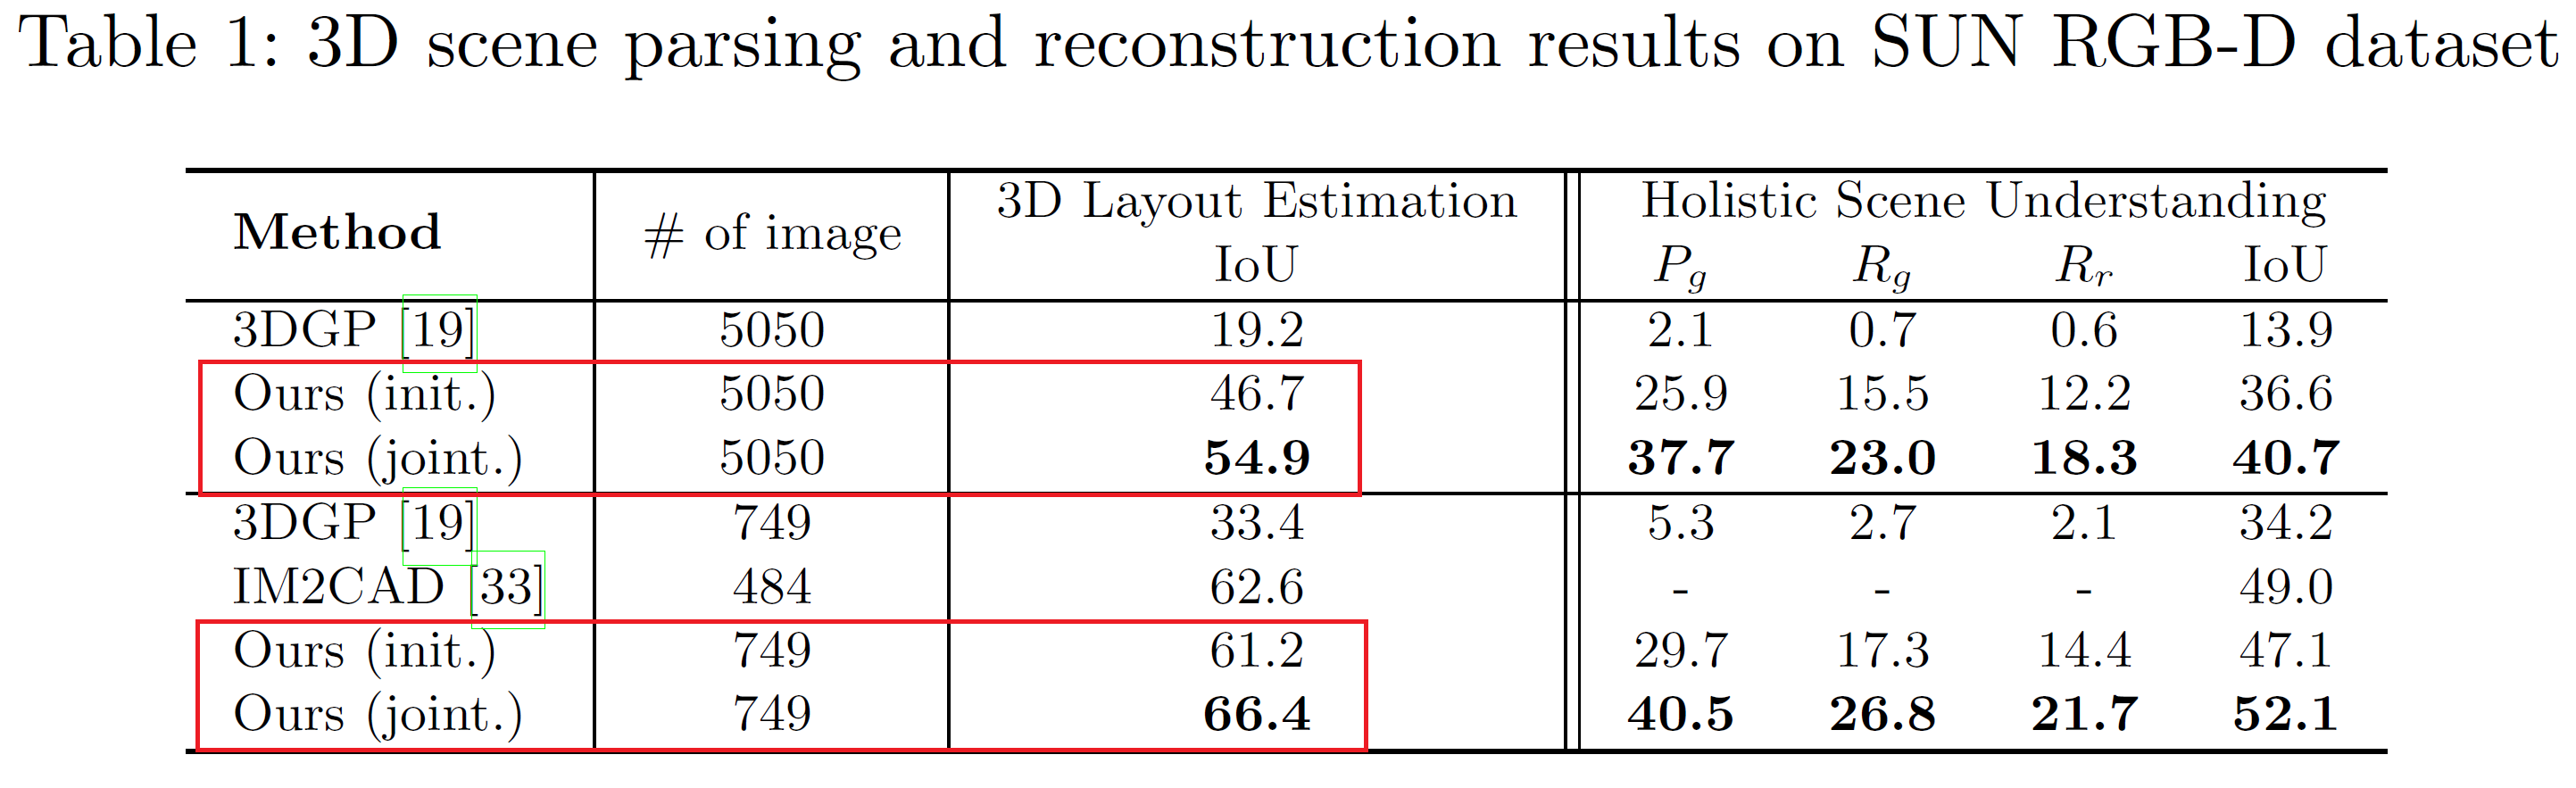 Table 1: 3D scene parsing and reconstruction results on SUN RGB-D dataset
Method # of image 3D Layout Estimation Holistic Scene Understanding
IoU P_g R_g R_r IoU
3DGP [19] 5050 19.2 2.1 0.7 0.6 13.9
Ours (init.) 5050 46.7 25.9 15.5 12.2 36.6
Ours (joint.) 5050 54.9 37.7 23.0 18.3 40.7
3DGP [19] 749 33.4 5.3 2.7 2.1 34.2
IM2CAD [33] 484 62.6 - - - 49.0
Ours (init.) 749 61.2 29.7 17.3 14.4 47.1
Ours (joint.) 749 66.4 40.5 26.8 21.7 52.1